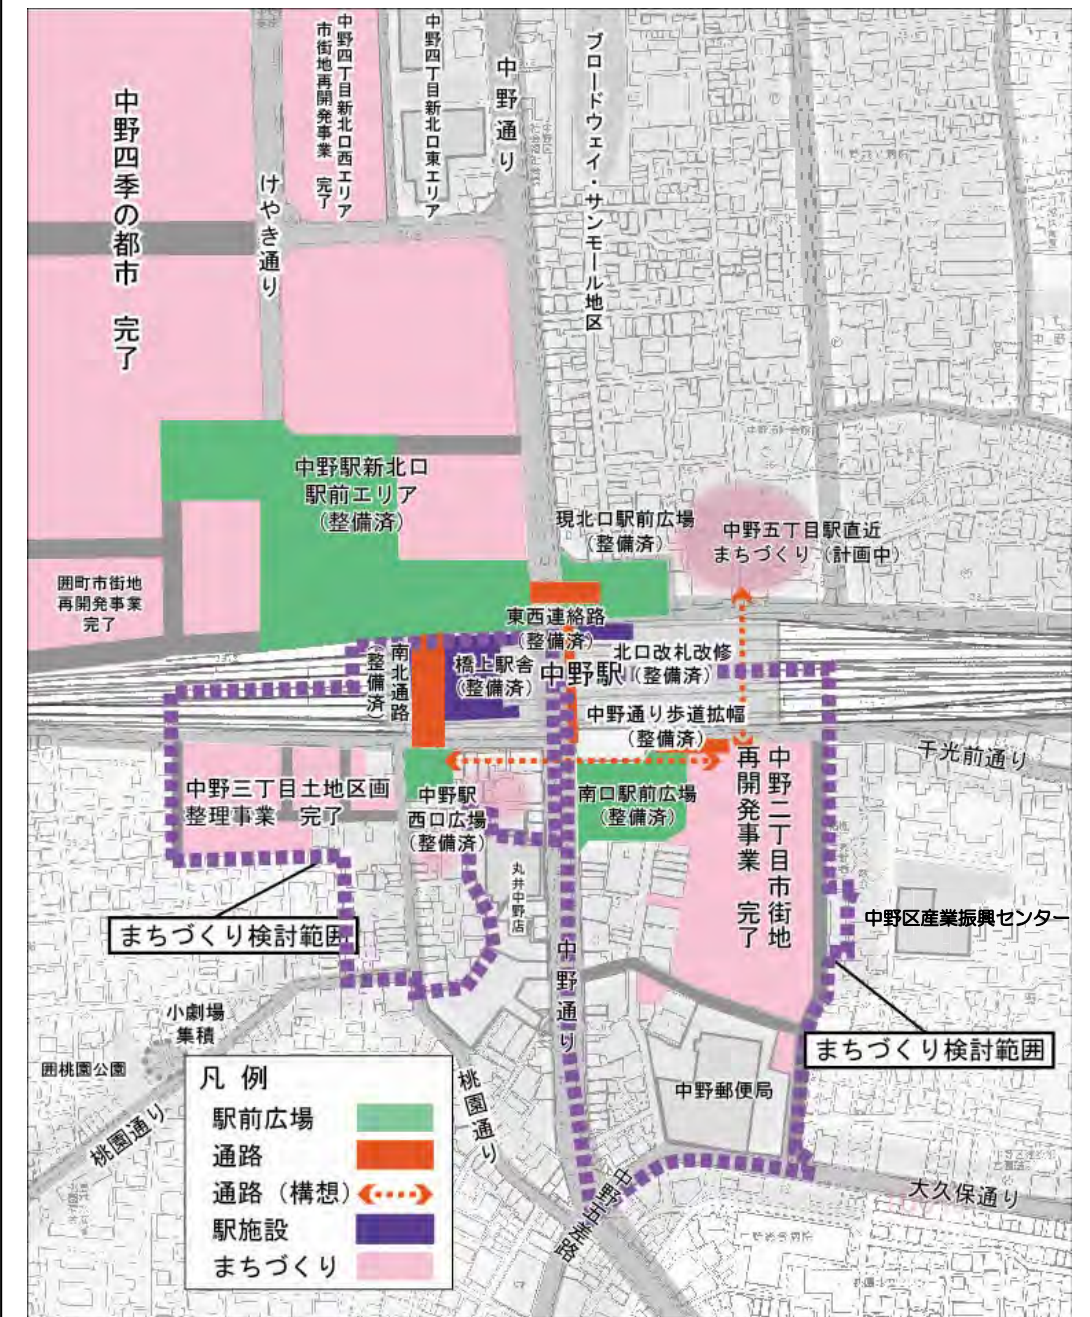 中野四季の都市 完了
けやき通り
中野四丁目新北口西エリア
市街地再開発事業 完了
中野四丁目新北口東エリア
中野通り
ブロードウェイ・サンモール地区
中野駅新北口
駅前エリア
(整備済)
現北口駅前広場
(整備済)
中野五丁目駅直近
まちづくり（計画中）
囲町市街地
再開発事業
完了
東西連絡路
(整備済)
南北通路
(整備済)
橋上駅舎
(整備済)
中野駅
北口改札改修
(整備済)
中野通り歩道拡幅
(整備済)
千光前通り
中野三丁目土地区画
整理事業 完了
中野駅
西口広場
(整備済)
南口駅前広場
(整備済)
中野二丁目市街地
再開発事業 完了
丸井中野店
中野区産業振興センター
まちづくり検討範囲
中野通り
小劇場
集積
囲桃園公園
桃園通り
まちづくり検討範囲
中野郵便局
桃園通り
大久保通り
中野五差路
凡 例
駅前広場
通路
通路（構想）
駅施設
まちづくり